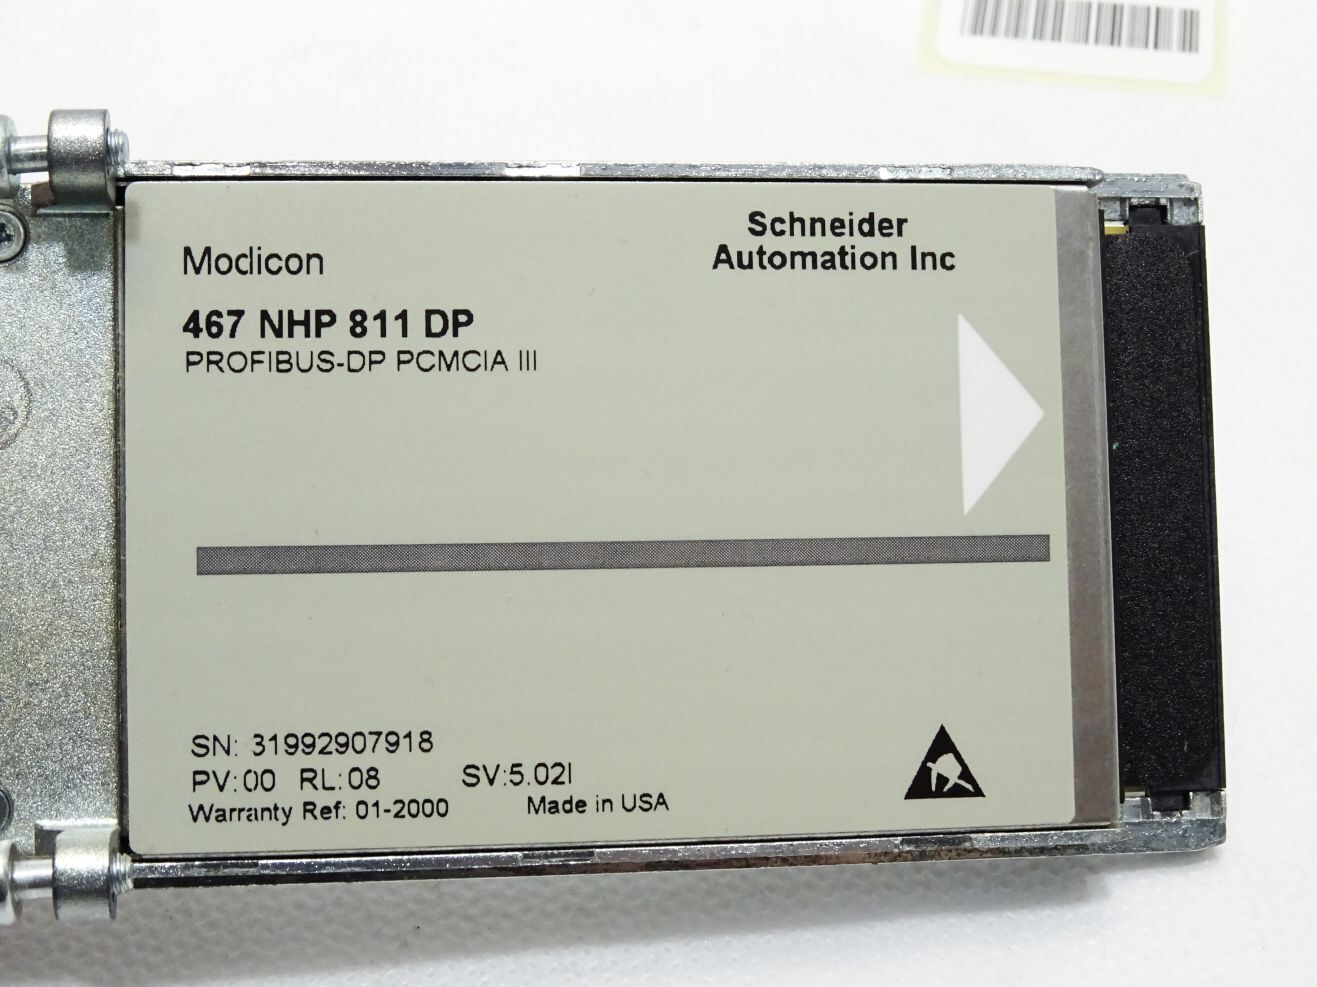 Schneider
Automation Inc
Modicon
467 NHP 811 DP
PROFIBUS-DP PCMCIA III
SN: 31992907918
PV:00 RL:08 SV:5.02I
Warranty Ref: 01-2000 Made in USA